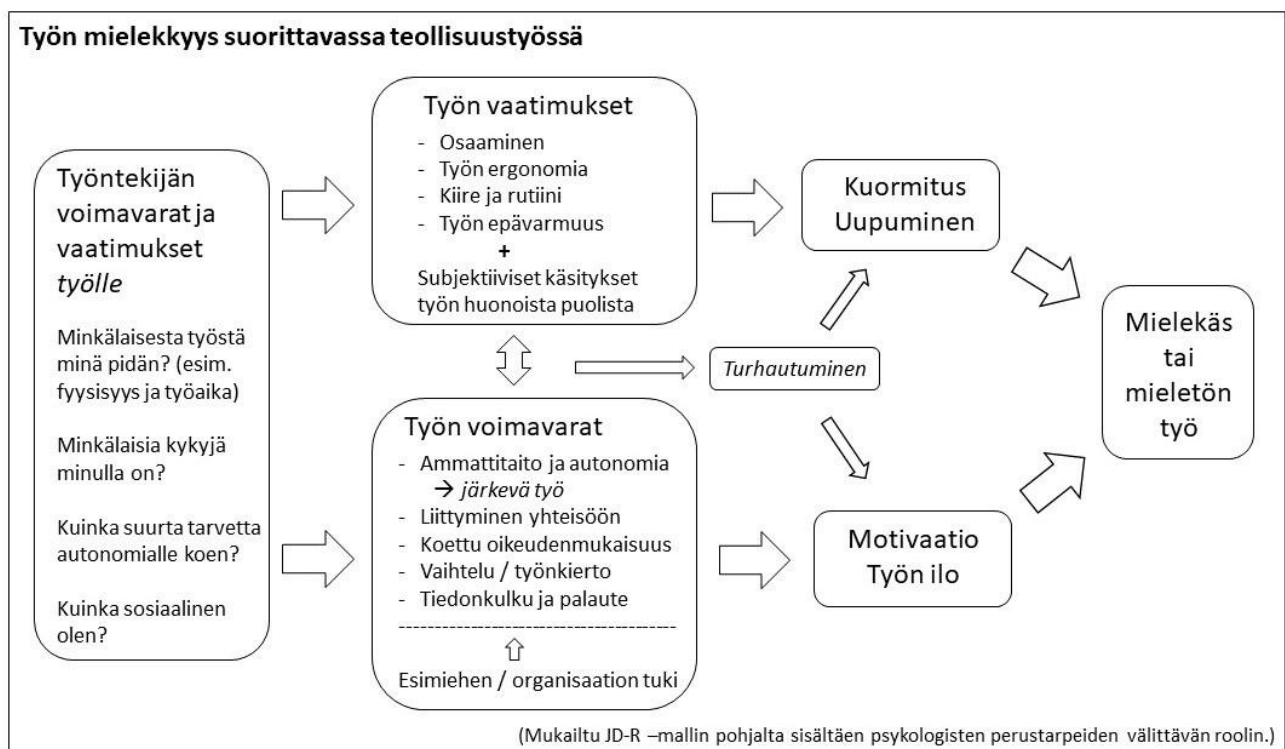 Työn mielekkyys suorittavassa teollisuustyössä
Työntekijän
voimavarat ja
vaatimukset
työlle
Minkälaisesta työstä
minä pidän? (esim.
fyysisyys ja työaika)
Minkälaisia kykyjä
minulla on?
Kuinka suurta tarvetta
autonomialle koen?
Kuinka sosiaalinen
olen?
Työn vaatimukset
- Osaaminen
- Työn ergonomia
- Kiire ja rutiini
- Työn epävarmuus
+
Subjektiiviset käsitykset
työn huonoista puolista
Työn voimavarat
- Ammattitaito ja autonomia
→ järkevä työ
- Liittyminen yhteisöön
- Koettu oikeudenmukaisuus
- Vaihtelu / työnkierto
- Tiedonkulku ja palaute
Esimiehen / organisaation tuki
Turhautuminen
Kuormitus
Uupuminen
Motivaatio
Työn ilo
Mielekäs
tai
mieletön
työ
(Mukailtu JD-R –mallin pohjalta sisältäen psykologisten perustarpeiden välittävän roolin.)